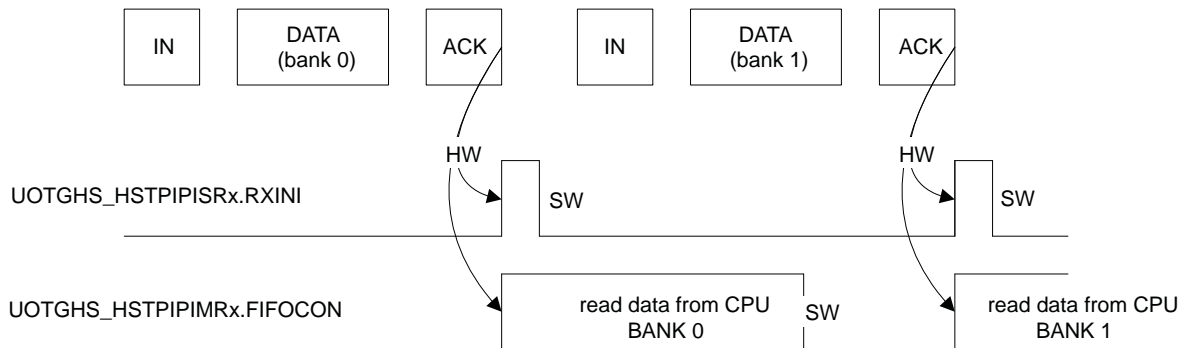 IN
DATA
(bank 0)
ACK
IN
DATA
(bank 1)
ACK
HW
HW
UOTGHS_HSTPIPISRx.RXINI
SW
SW
UOTGHS_HSTPIPIMRx.FIFOCON
read data from CPU
BANK 0
SW
read data from CPU
BANK 1